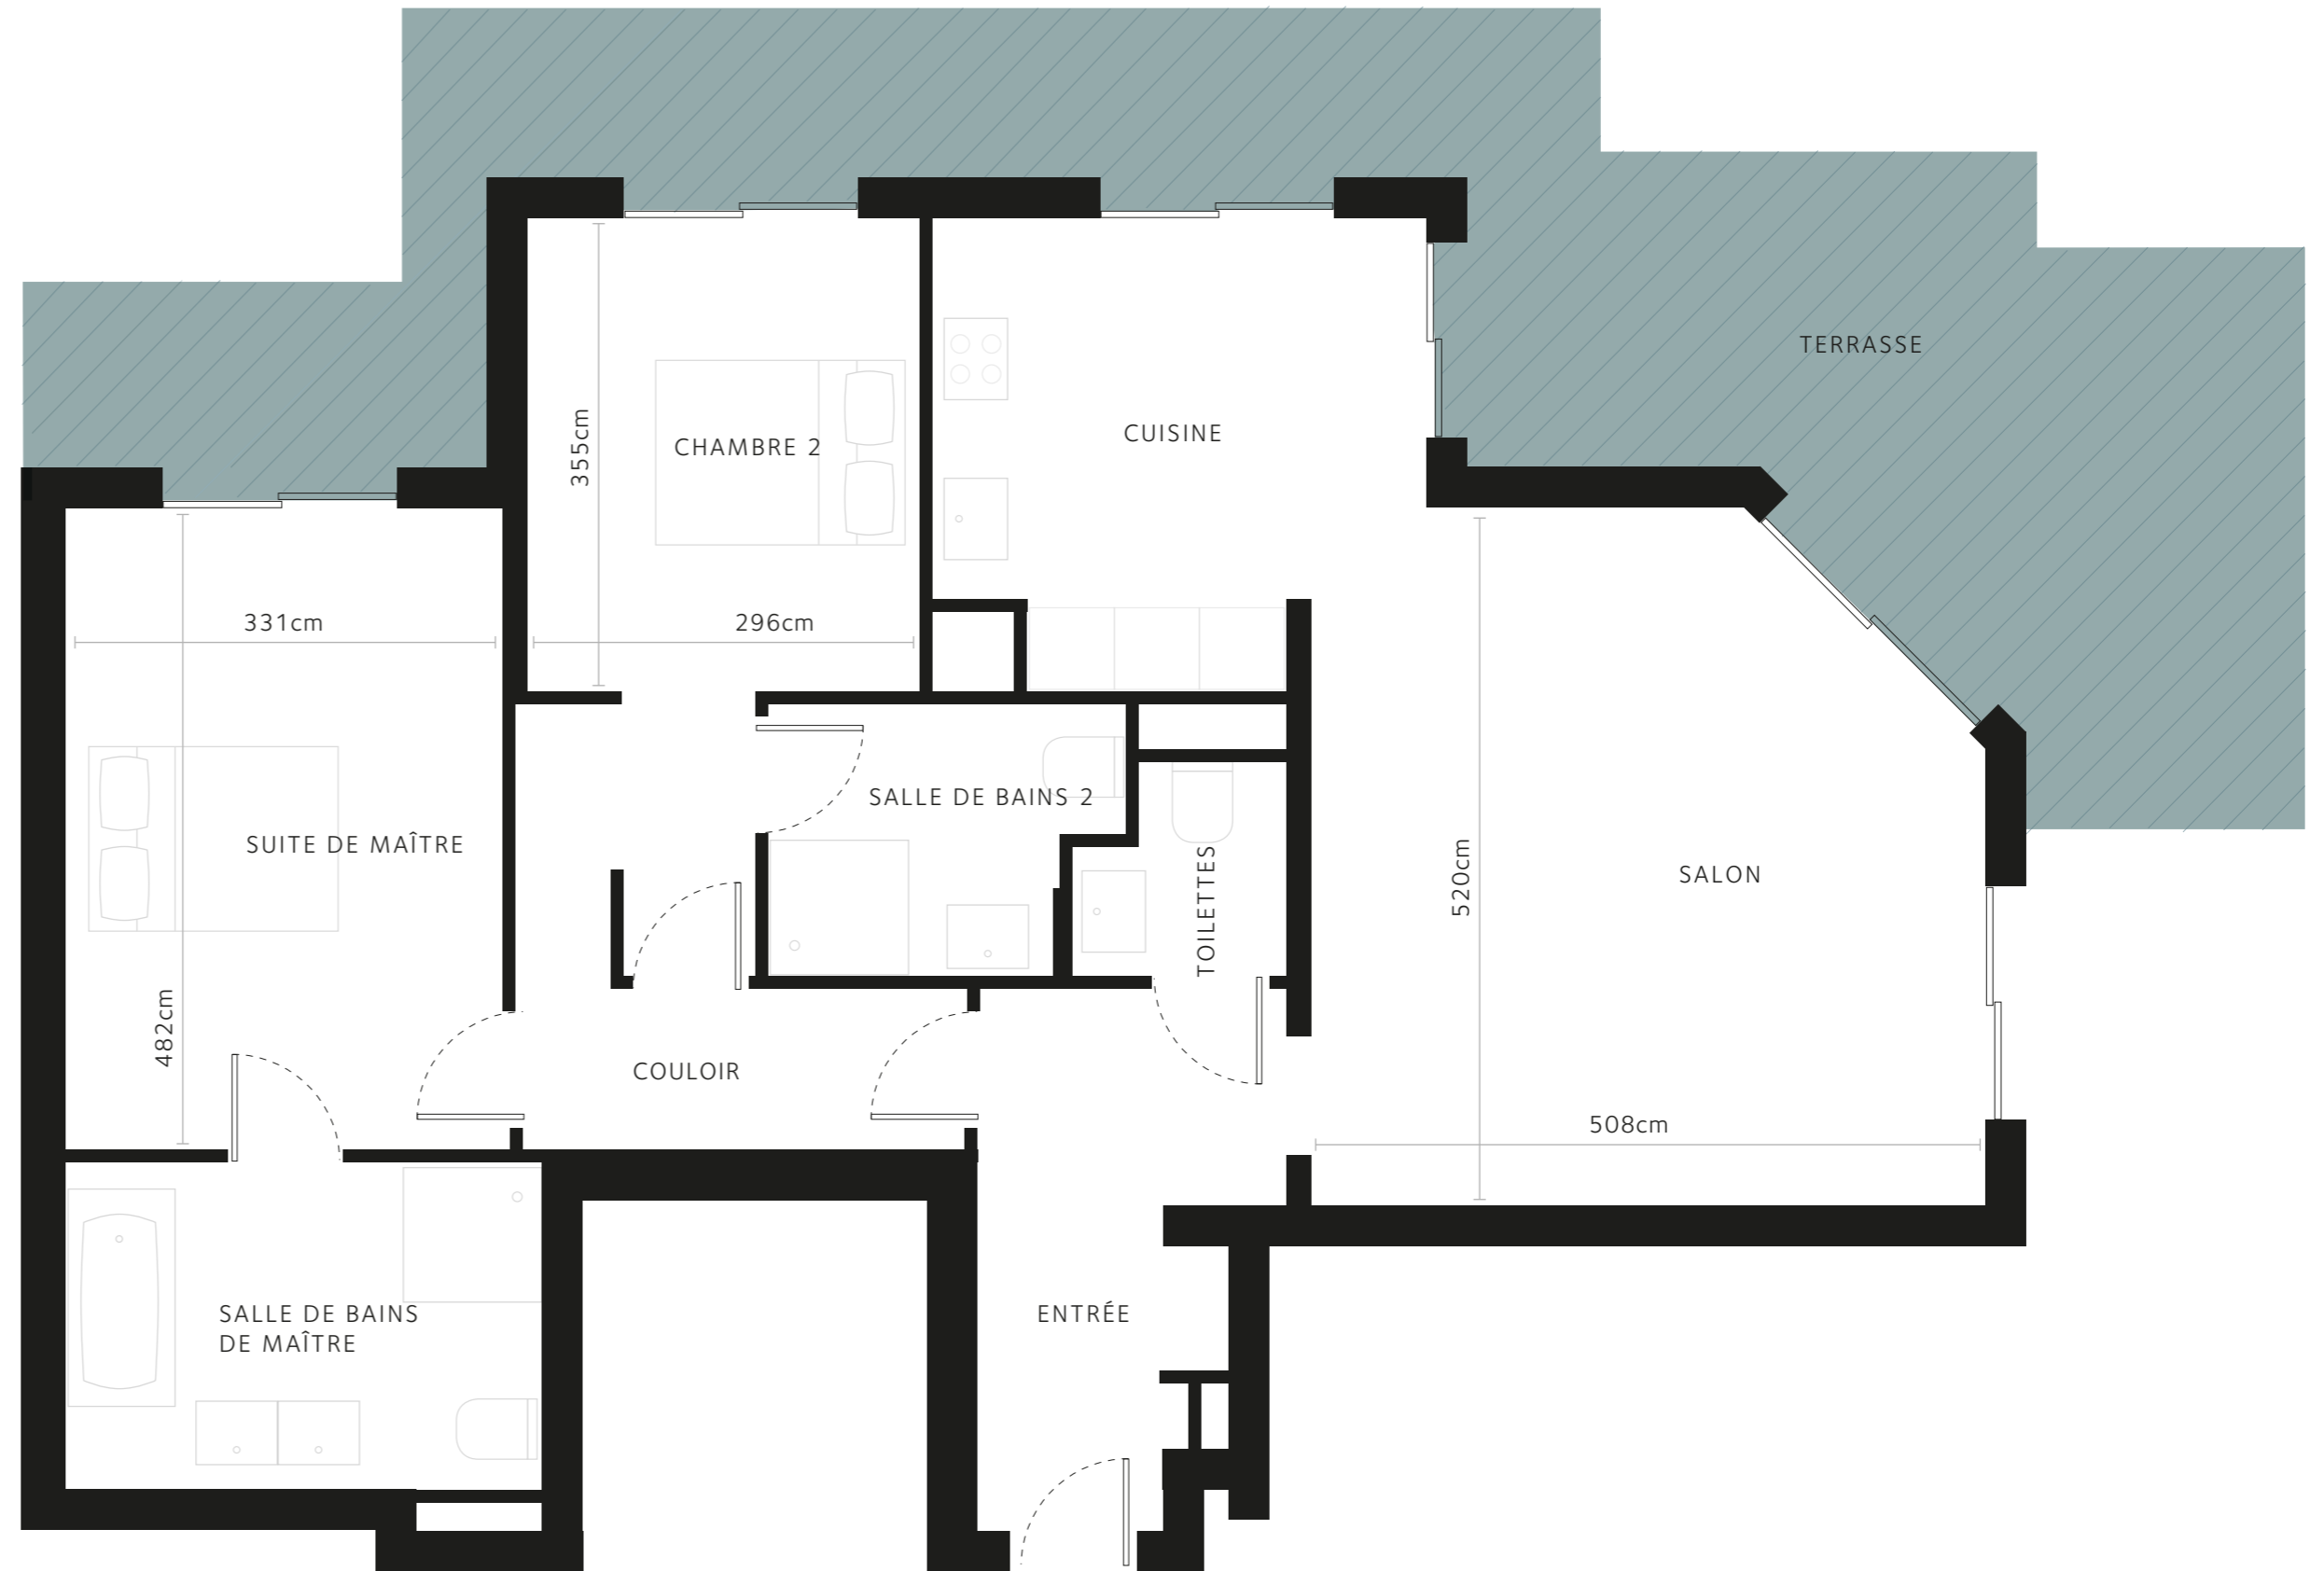 TERRASSE
CUISINE
CHAMBRE 2
355cm
331cm
296cm
SALLE DE BAINS 2
SUITE DE MAÎTRE
TOILETTES
520cm
SALON
482cm
COULOIR
508cm
SALLE DE BAINS
DE MAÎTRE
ENTRÉE